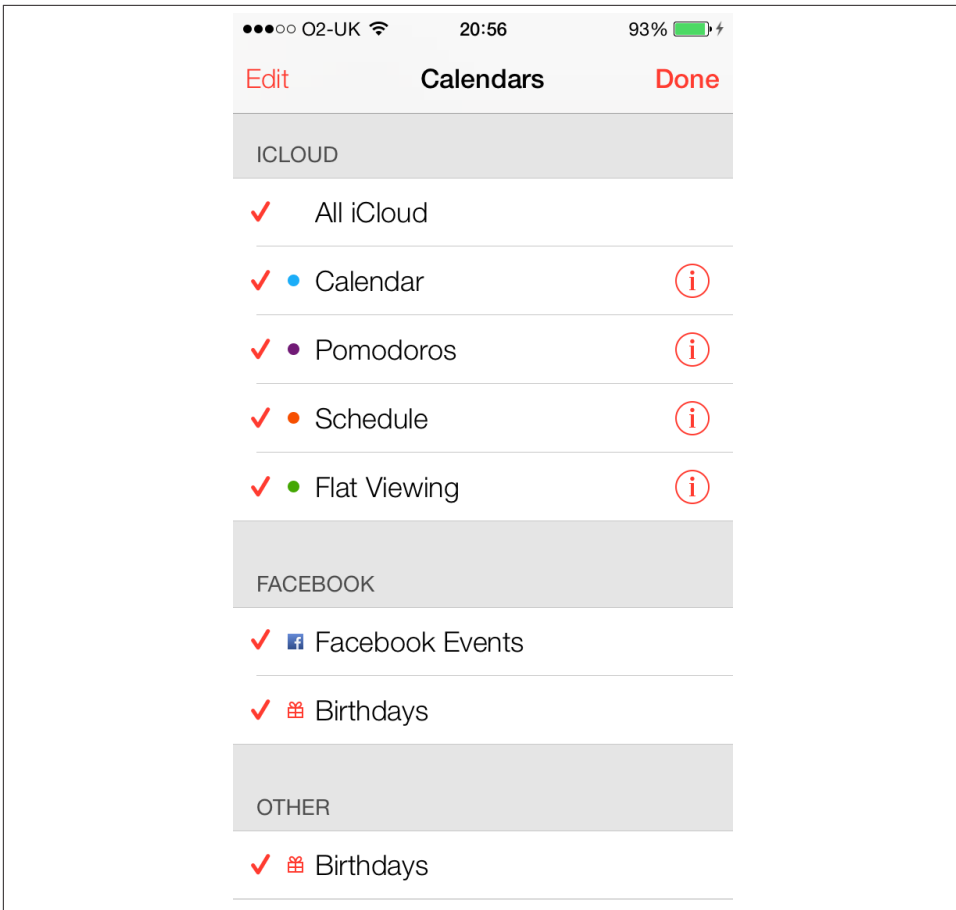 O2-UK 20:56 93%
Edit Calendars Done
ICLOUD
All iCloud
Calendar
Pomodoros
Schedule
Flat Viewing
FACEBOOK
Facebook Events
Birthdays
OTHER
Birthdays